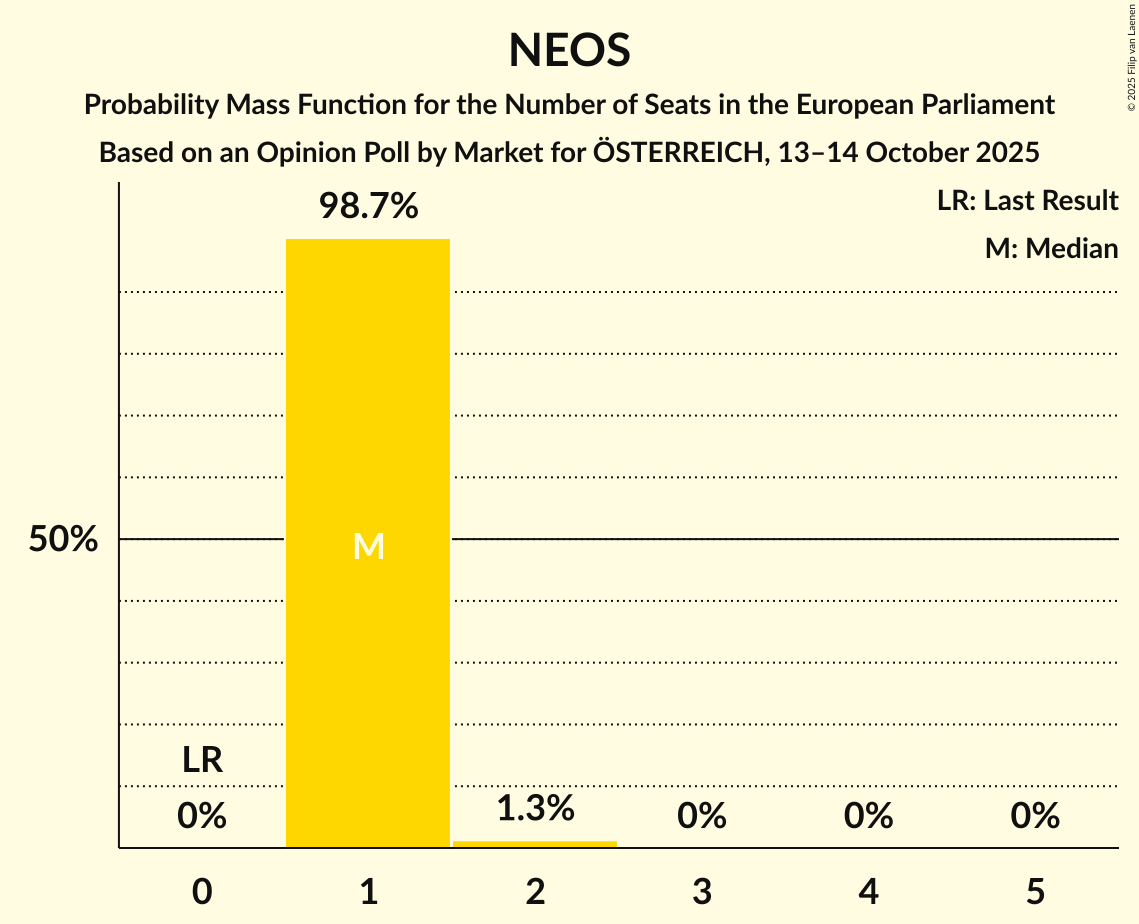 NEOS
Probability Mass Function for the Number of Seats in the European Parliament
Based on an Opinion Poll by Market for ÖSTERREICH, 13–14 October 2025
© 2025 Filip van Laenen
LR: Last Result
M: Median
98.7%
50%
M
LR
0%
1.3%
0%
0%
0%
0 1 2 3 4 5